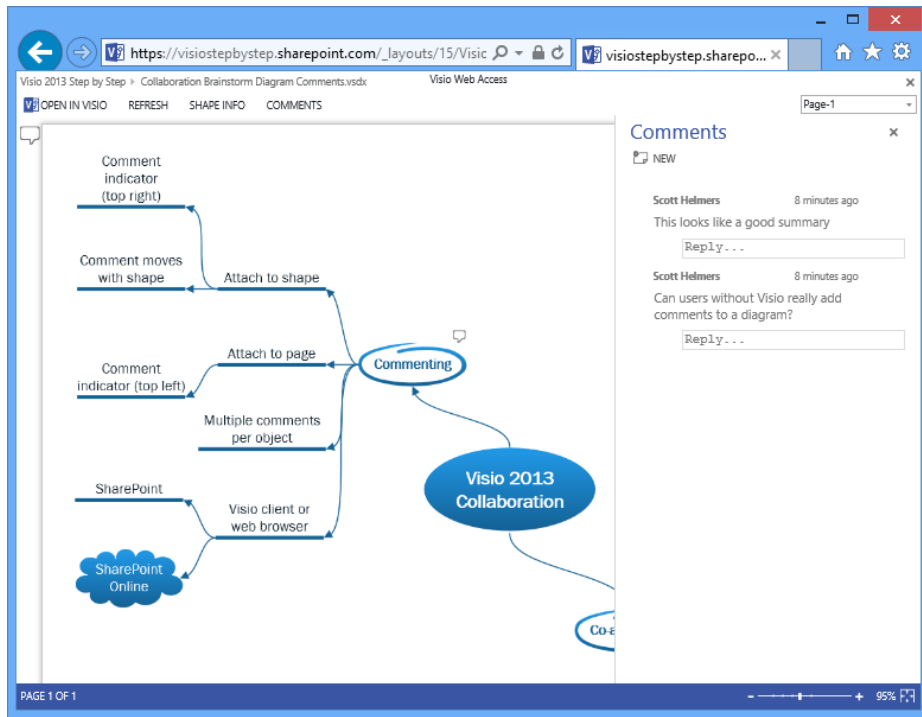 https://visiostepbystep.sharepoint.com/_layouts/15/Visic
visiostepbystep.sharepo...
Visio 2013 Step by Step ▸ Collaboration Brainstorm Diagram Comments.vsdx
Visio Web Access
OPEN IN VISIO REFRESH SHAPE INFO COMMENTS
Page-1
Comment
indicator
(top right)
Comment moves
with shape
Attach to shape
Comment
indicator (top left)
Attach to page
Commenting
Multiple comments
per object
SharePoint
Visio client or
web browser
SharePoint
Online
Visio 2013
Collaboration
Co-a
Comments
NEW
Scott Helmers 8 minutes ago
This looks like a good summary
Reply...
Scott Helmers 8 minutes ago
Can users without Visio really add
comments to a diagram?
Reply...
PAGE 1 OF 1
95%